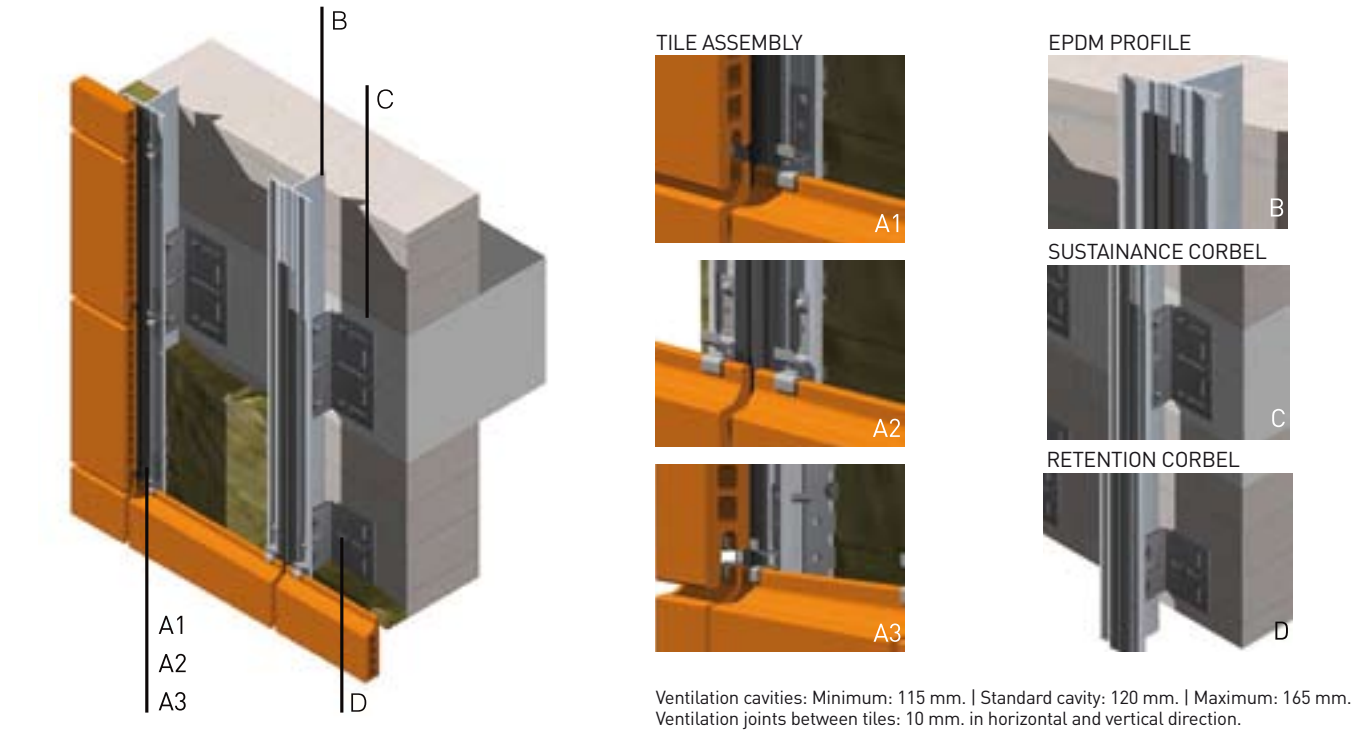 B
C
A1
A2
A3
D
TILE ASSEMBLY
A1
A2
A3
EPDM PROFILE
B
SUSTAINANCE CORBEL
C
RETENTION CORBEL
D
Ventilation cavities: Minimum: 115 mm. | Standard cavity: 120 mm. | Maximum: 165 mm.
Ventilation joints between tiles: 10 mm. in horizontal and vertical direction.